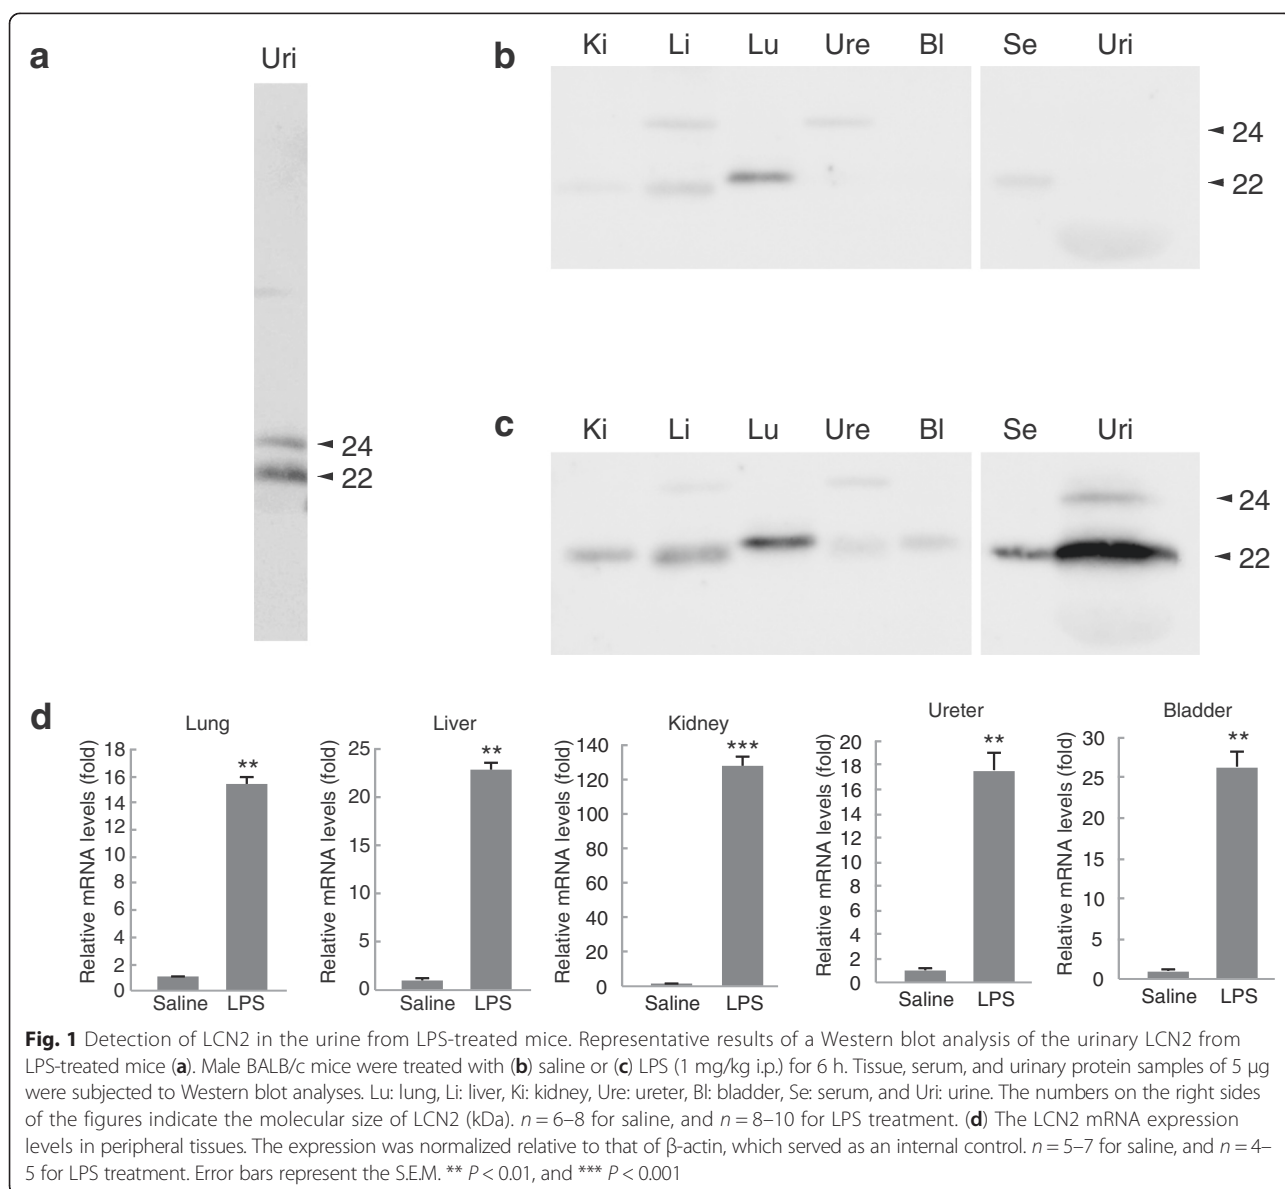 a
Uri
24
22
b
Ki Li Lu Ure Bl Se Uri
24
22
c
Ki Li Lu Ure Bl Se Uri
24
22
d
Lung
Relative mRNA levels (fold)
18
16
14
12
10
8
6
4
2
0
**
Saline LPS
Liver
Relative mRNA levels (fold)
25
20
15
10
5
0
**
Saline LPS
Kidney
Relative mRNA levels (fold)
140
120
100
80
60
40
20
0
***
Saline LPS
Ureter
Relative mRNA levels (fold)
20
18
16
14
12
10
8
6
4
2
0
**
Saline LPS
Bladder
Relative mRNA levels (fold)
30
25
20
15
10
5
0
**
Saline LPS
Fig. 1 Detection of LCN2 in the urine from LPS-treated mice. Representative results of a Western blot analysis of the urinary LCN2 from
LPS-treated mice (a). Male BALB/c mice were treated with (b) saline or (c) LPS (1 mg/kg i.p.) for 6 h. Tissue, serum, and urinary protein samples of 5 μg
were subjected to Western blot analyses. Lu: lung, Li: liver, Ki: kidney, Ure: ureter, Bl: bladder, Se: serum, and Uri: urine. The numbers on the right sides
of the figures indicate the molecular size of LCN2 (kDa). n = 6–8 for saline, and n = 8–10 for LPS treatment. (d) The LCN2 mRNA expression
levels in peripheral tissues. The expression was normalized relative to that of β-actin, which served as an internal control. n = 5–7 for saline, and n = 4–
5 for LPS treatment. Error bars represent the S.E.M. ** P < 0.01, and *** P < 0.001